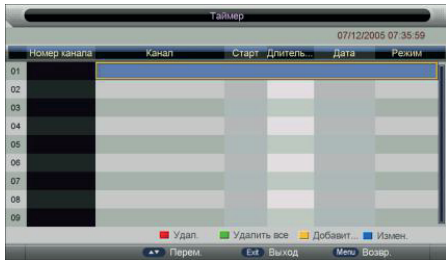 Таймер
07/12/2005 07:35:59
Номер канала Канал Старт Длитель... Дата Режим
01
02
03
04
05
06
07
08
09
Удал. Удалить все Добавит... Измен.
Перем. Exit Выход Menu Возвр.